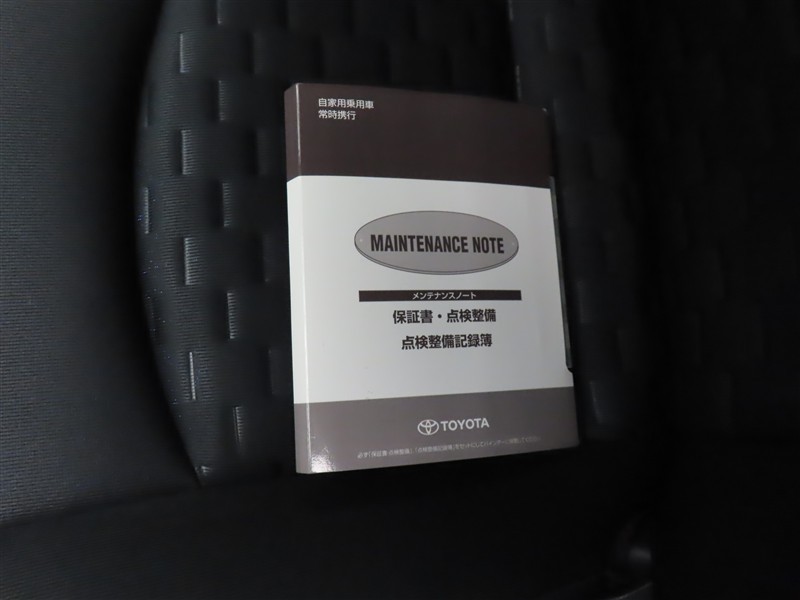 自家用乗用車
常時携行
MAINTENANCE NOTE
メンテナンスノート
保証書・点検整備
点検整備記録簿
TOYOTA